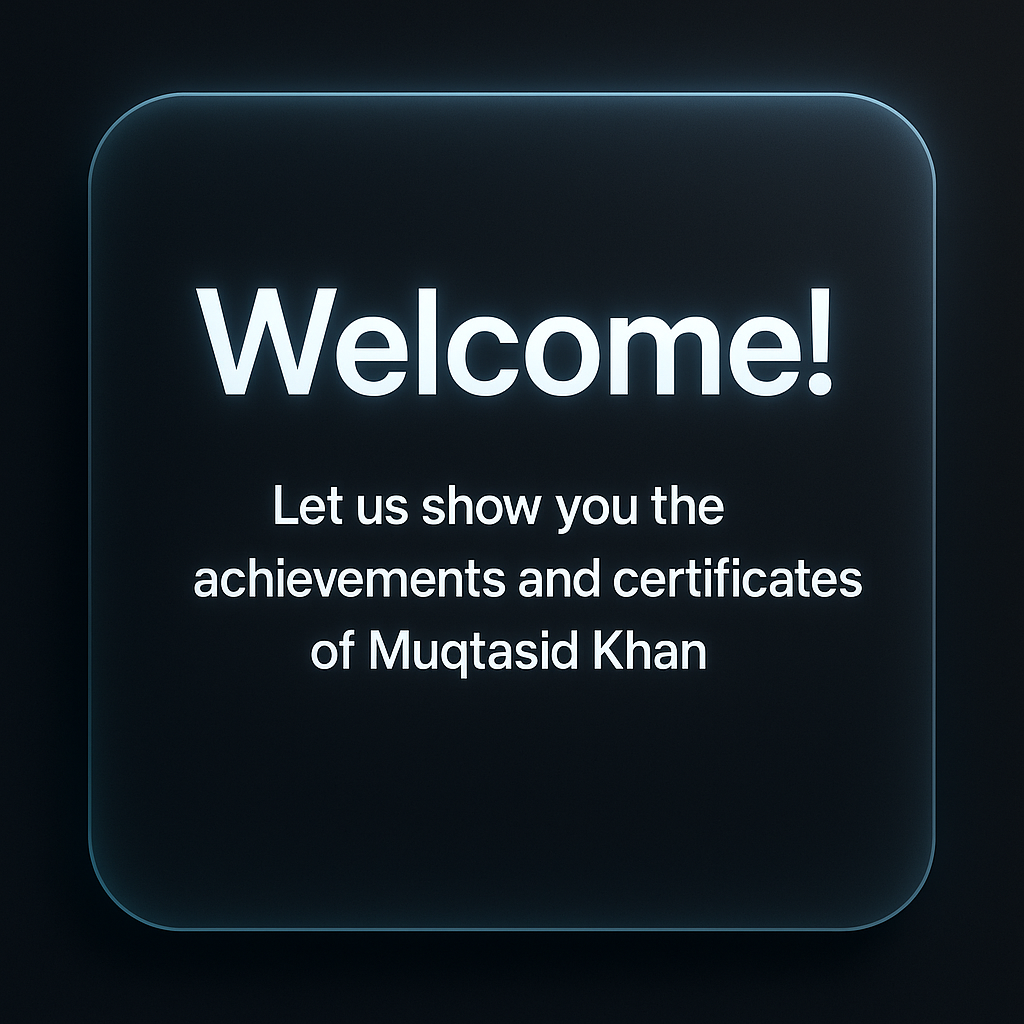 Welcome!
Let us show you the
achievements and certificates
of Muqtasid Khan